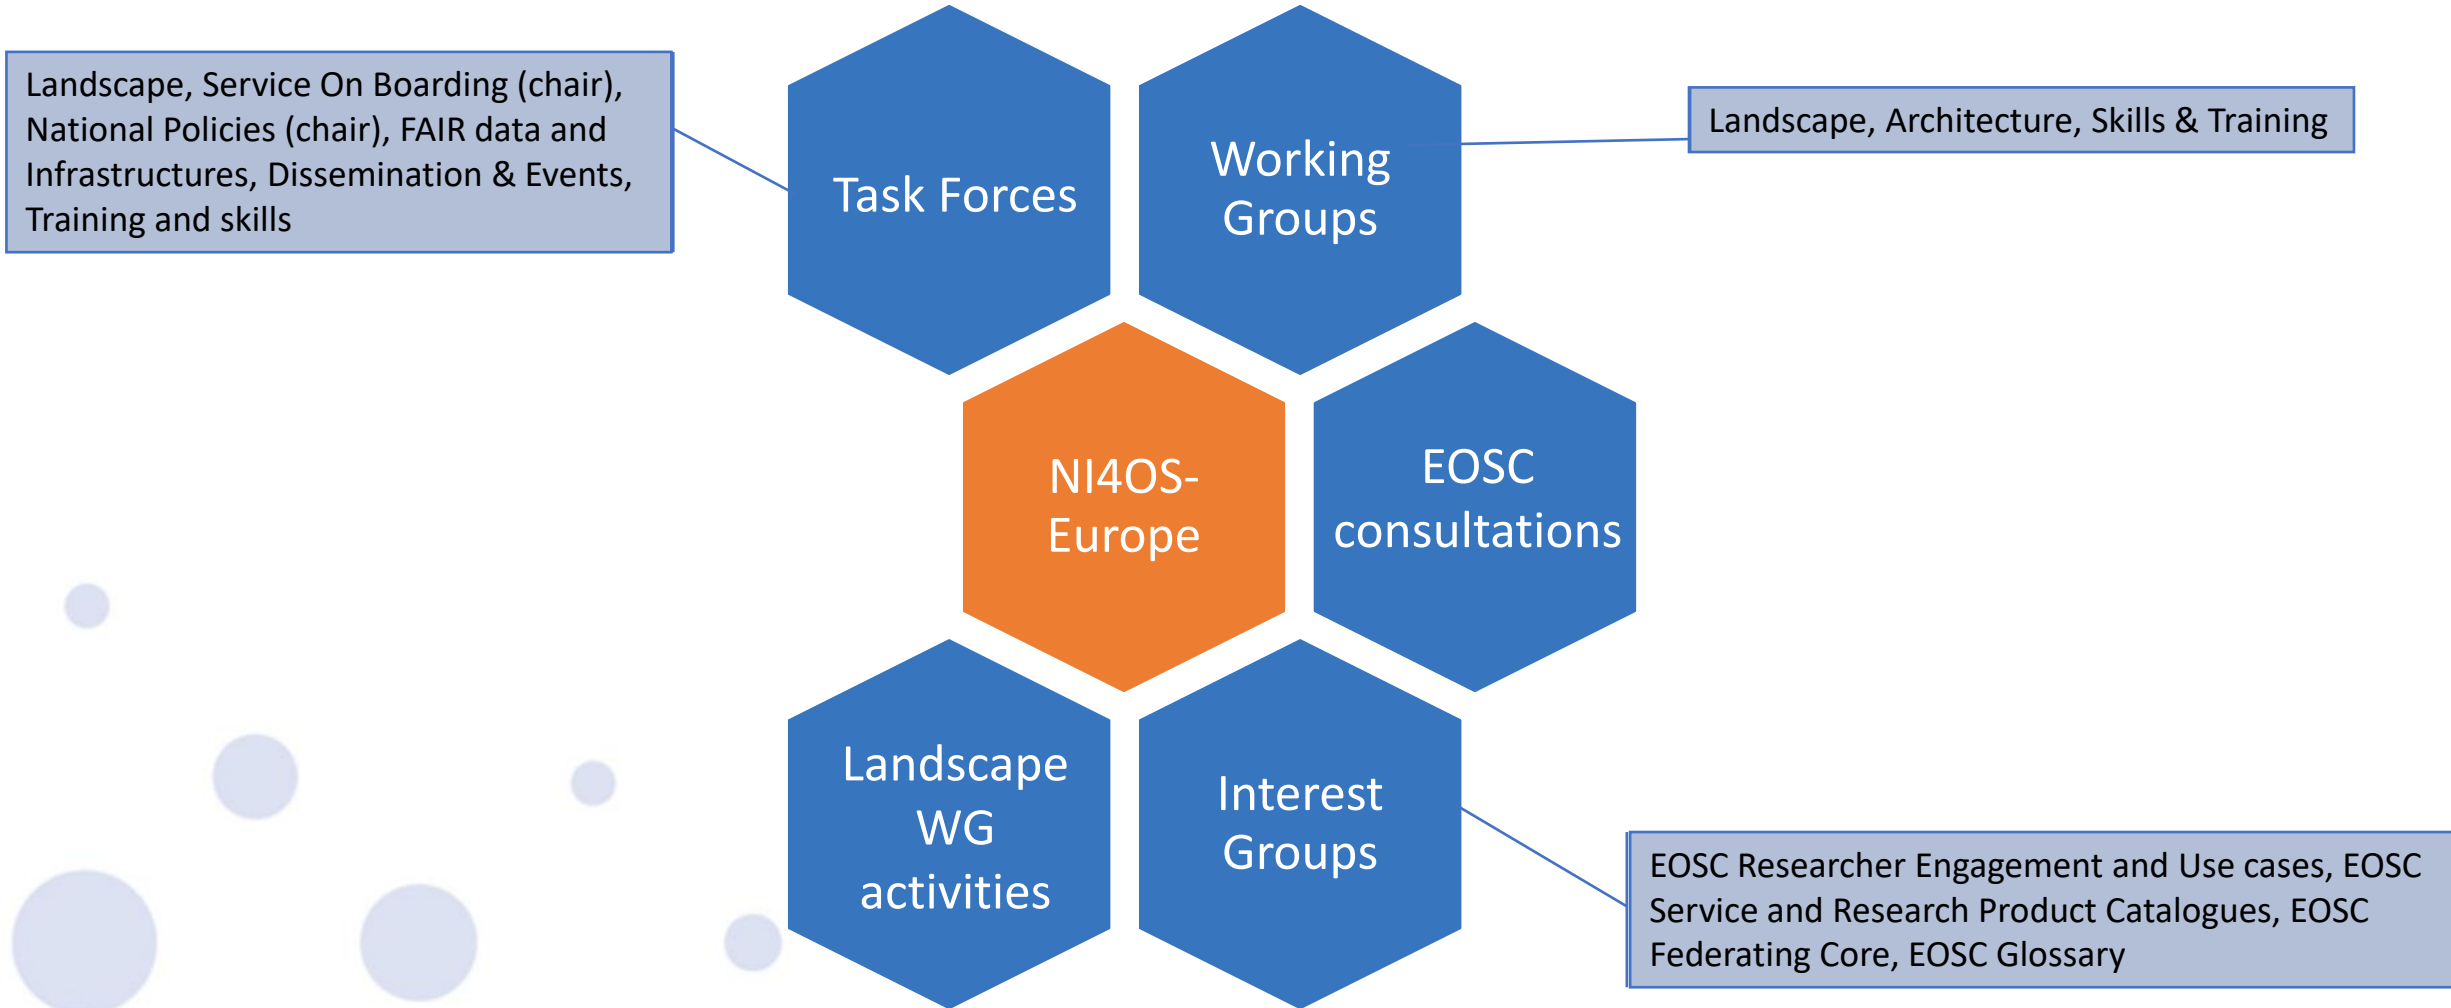 Landscape, Service On Boarding (chair),
National Policies (chair), FAIR data and
Infrastructures, Dissemination & Events,
Training and skills
Task Forces
Working
Groups
Landscape, Architecture, Skills & Training
NI4OS-
Europe
EOSC
consultations
Landscape
WG
activities
Interest
Groups
EOSC Researcher Engagement and Use cases, EOSC
Service and Research Product Catalogues, EOSC
Federating Core, EOSC Glossary